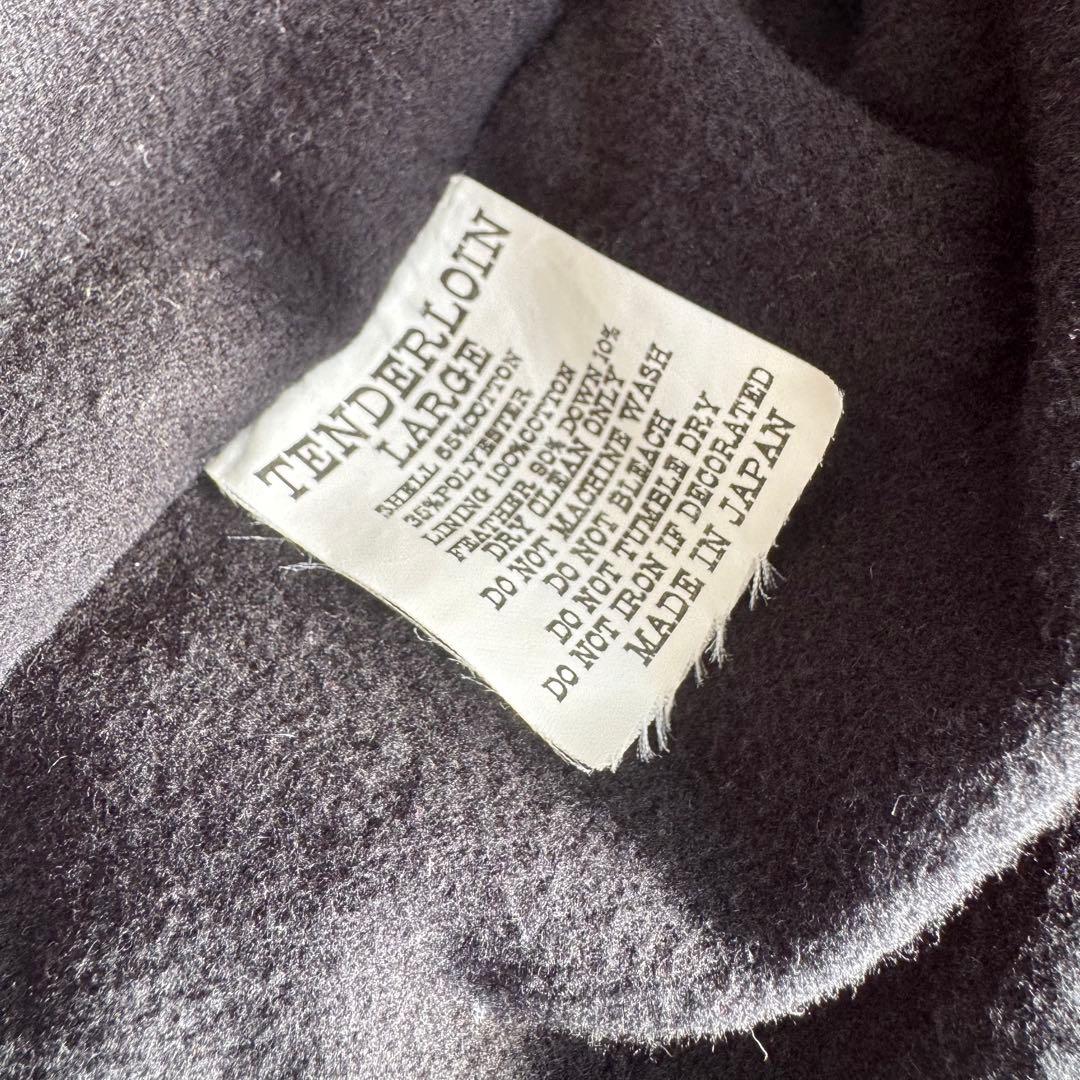 TENDERLOIN
LARGE
SHELL 65%COTTON
35%POLYESTER
LINING 100%COTTON
FEATHER 90% DOWN 10%
DRY CLEAN ONLY
DO NOT MACHINE WASH
DO NOT BLEACH
DO NOT TUMBLE DRY
DO NOT IRON IF DECORATED
MADE IN JAPAN